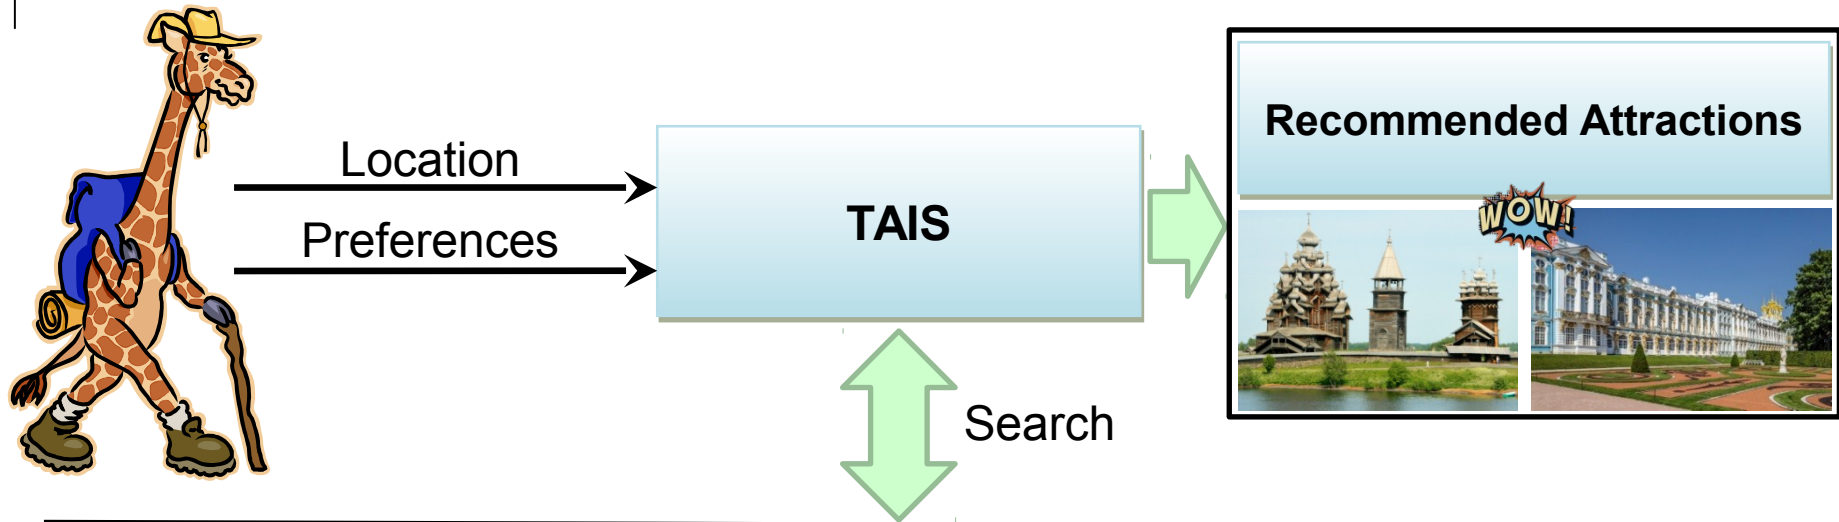 Location
Preferences
TAIS
Recommended Attractions
WOW!
Search